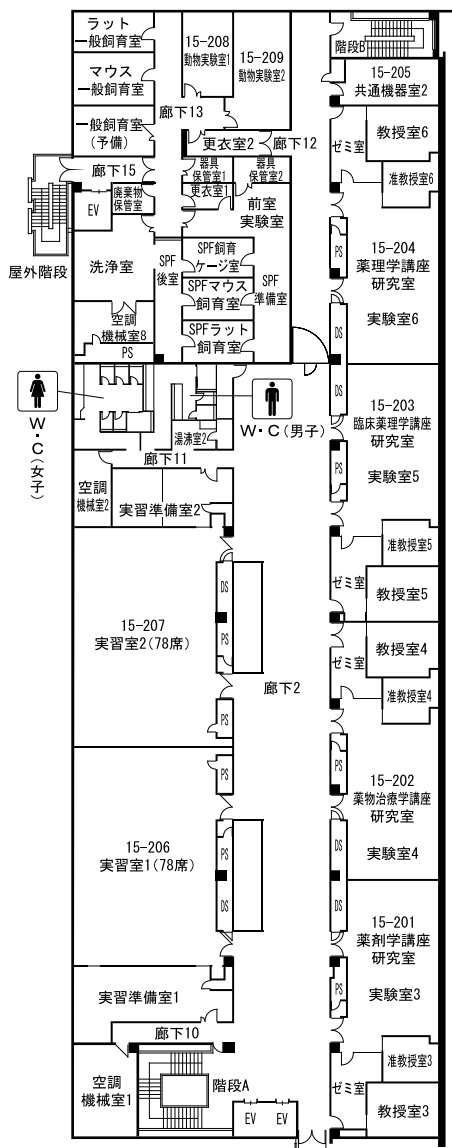 ラット
一般飼育室
15-208
動物実験室1
15-209
動物実験室2
階段B
マウス
一般飼育室
15-205
共通機器室2
廊下13
一般飼育室
(予備)
更衣室2
廊下12
ゼミ室
教授室6
廊下15
器具
保管室1
器具
保管室2
准教授室6
EV
廃棄物
保管室
更衣室1
前室
実験室
屋外階段
洗浄室
SPF
後室
SPF飼育
ケージ室
SPF
準備室
PS
15-204
薬理学講座
研究室
SPFマウス
飼育室
空調
機械室8
SPFラット
飼育室
DS
実験室6
PS
DS
W・C(女子)
W・C(男子)
湯沸室2
15-203
臨床薬理学講座
研究室
廊下11
PS
空調
機械室2
実習準備室2
実験室5
准教授室5
DS
ゼミ室
教授室5
15-207
実習室2(78席)
PS
教授室4
ゼミ室
廊下2
准教授室4
PS
PS
PS
15-202
薬物治療学講座
研究室
15-206
実習室1(78席)
PS
DS
実験室4
DS
DS
15-201
薬剤学講座
研究室
実習準備室1
PS
実験室3
廊下10
准教授室3
空調
機械室1
階段A
ゼミ室
EV
EV
教授室3